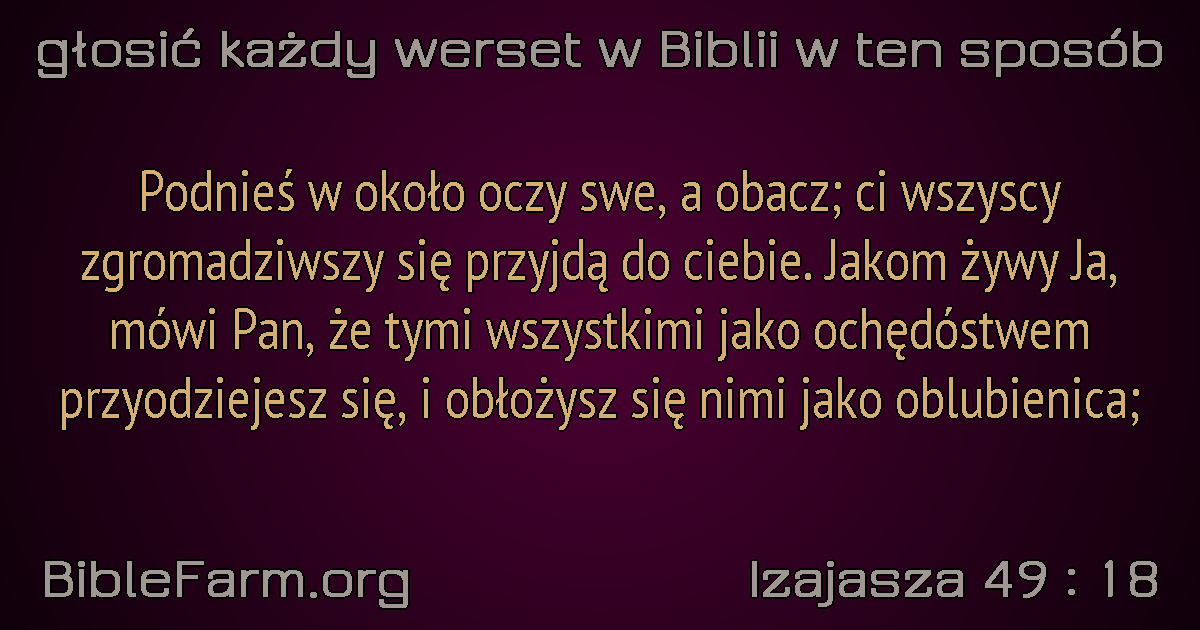 głosić każdy werset w Biblii w ten sposób
Podnieś w około oczy swe, a obacz; ci wszyscy
zgromadziwszy się przyjdą do ciebie. Jakom żywy Ja,
mówi Pan, że tymi wszystkimi jako ochędóstwem
przyodziejesz się, i obłożysz się nimi jako oblubienica;
BibleFarm.org
Izajasza 49 : 18